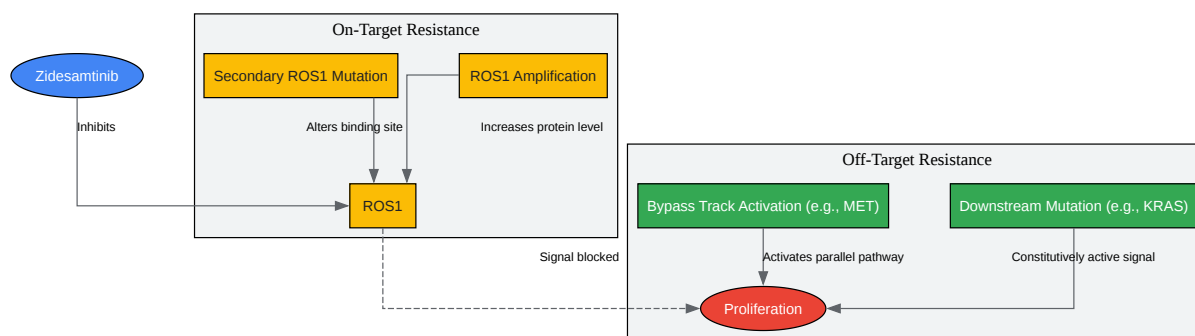 On-Target Resistance
Zidesamtinib
Secondary ROS1 Mutation
ROS1 Amplification
Inhibits
Alters binding site
Increases protein level
Off-Target Resistance
ROS1
Bypass Track Activation (e.g., MET)
Downstream Mutation (e.g., KRAS)
Signal blocked
Activates parallel pathway
Constitutively active signal
Proliferation